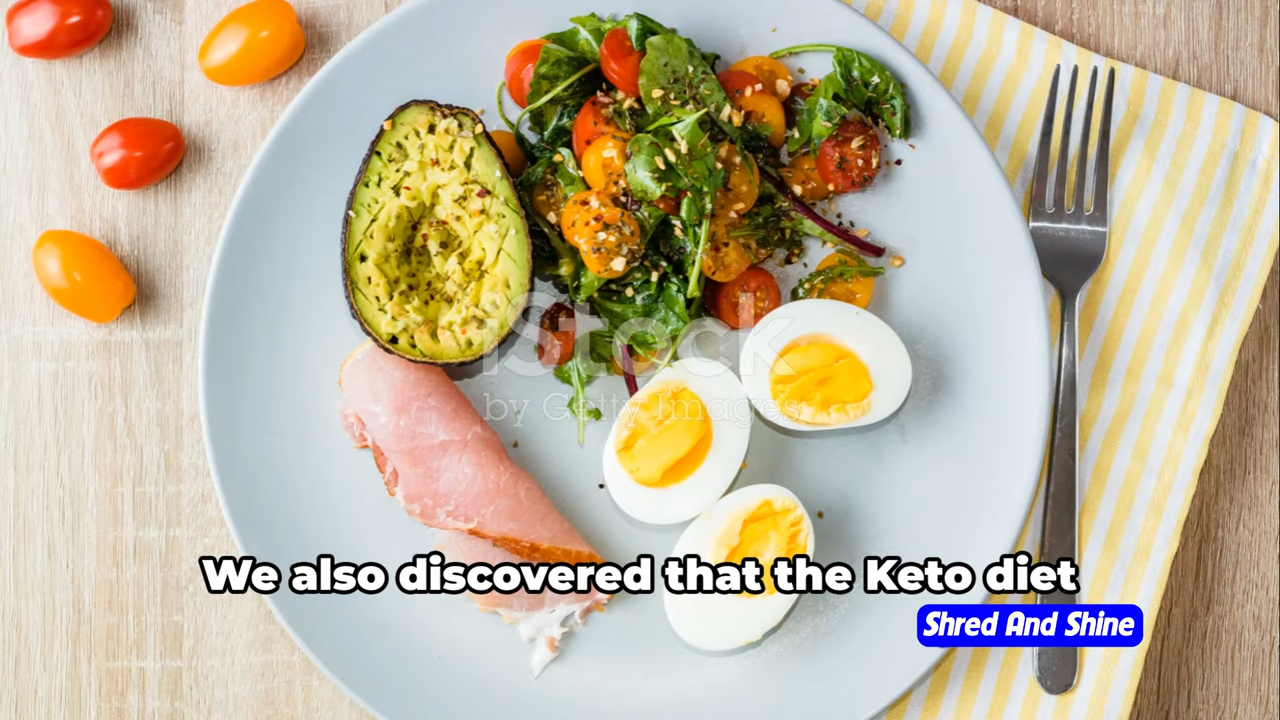 iStock
by Getty Images
We also discovered that the Keto diet
Shred And Shine